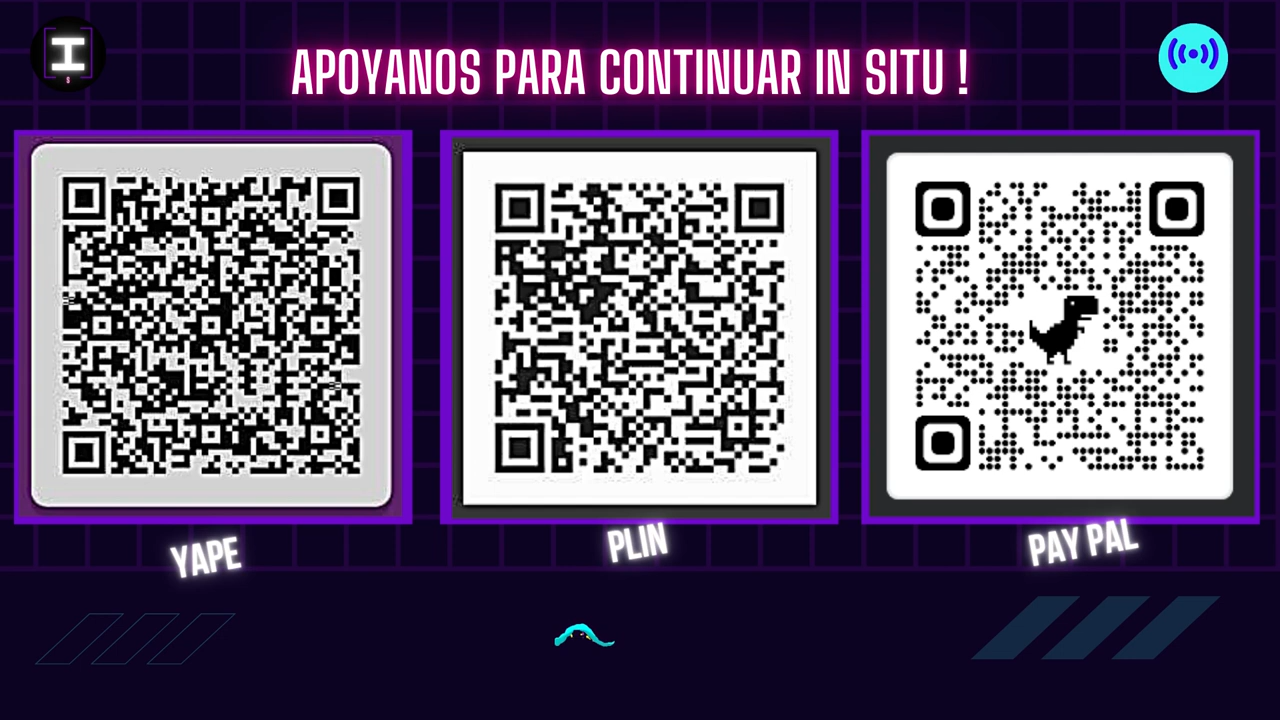 I
$
APOYANOS PARA CONTINUAR IN SITU !
YAPE
PLIN
PAY PAL